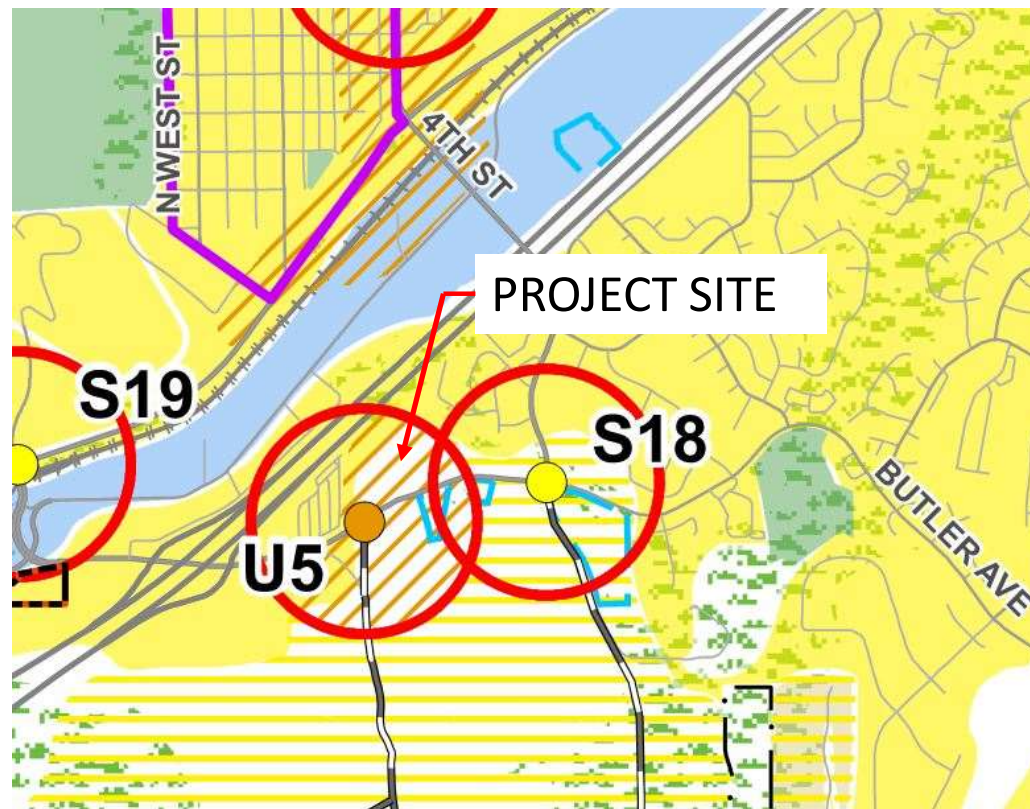 N WEST ST
4TH ST
PROJECT SITE
S19
S18
U5
BUTLER AVE